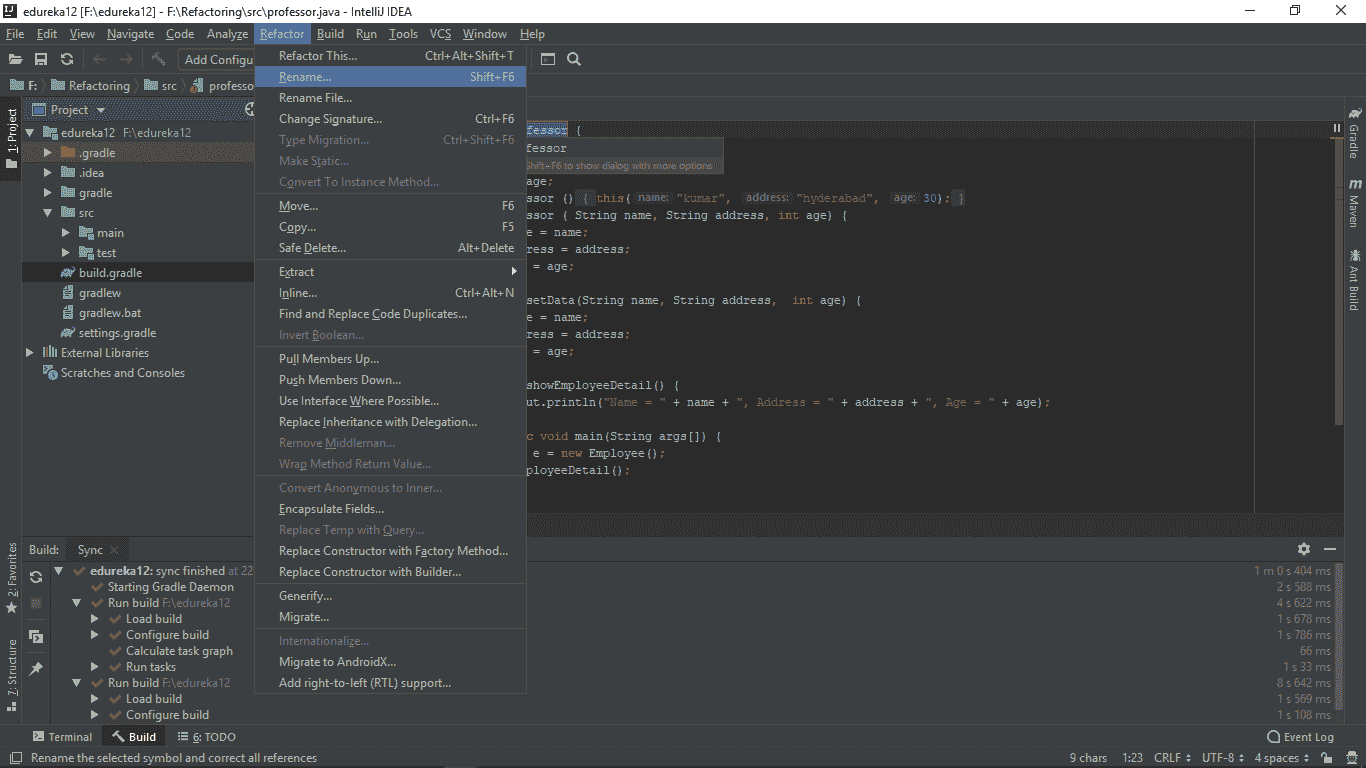 edureka12 [F:\edureka12] - F:\Refactoring\src\professor.java - IntelliJ IDEA
File Edit View Navigate Code Analyze Refactor Build Run Tools VCS Window Help
Add Configu
F: Refactoring src professo
Project
1: Project
edureka12 F:\edureka12
.gradle
.idea
gradle
src
main
test
build.gradle
gradlew
gradlew.bat
settings.gradle
External Libraries
Scratches and Consoles
Refactor This... Ctrl+Alt+Shift+T
Rename... Shift+F6
Rename File...
Change Signature... Ctrl+F6
Type Migration... Ctrl+Shift+F6
Make Static...
Convert To Instance Method...
Move... F6
Copy... F5
Safe Delete... Alt+Delete
Extract
Inline... Ctrl+Alt+N
Find and Replace Code Duplicates...
Invert Boolean...
Pull Members Up...
Push Members Down...
Use Interface Where Possible...
Replace Inheritance with Delegation...
Remove Middleman...
Wrap Method Return Value...
Convert Anonymous to Inner...
Encapsulate Fields...
Replace Temp with Query...
Replace Constructor with Factory Method...
Replace Constructor with Builder...
Generify...
Migrate...
Internationalize...
Migrate to AndroidX...
Add right-to-left (RTL) support...
fessor {
fessor
Shift+F6 to show dialog with more options
age;
ssor () { this( name: "kumar", address: "hyderabad", age: 30); }
ssor ( String name, String address, int age) {
e = name;
ress = address;
= age;
setData(String name, String address, int age) {
e = name;
ress = address;
= age;
showEmployeeDetail() {
ut.println("Name = " + name + ", Address = " + address + ", Age = " + age);
c void main(String args[]) {
e = new Employee();
ployeeDetail();
Gradle
m Maven
Ant Build
2: Favorites
7: Structure
Build: Sync
edureka12: sync finished at 22 1 m 0 s 404 ms
Starting Gradle Daemon 2 s 588 ms
Run build F:\edureka12 4 s 622 ms
Load build 1 s 678 ms
Configure build 1 s 786 ms
Calculate task graph 66 ms
Run tasks 1 s 33 ms
Run build F:\edureka12 8 s 642 ms
Load build 1 s 569 ms
Configure build 1 s 108 ms
Terminal Build 6: TODO Event Log
Rename the selected symbol and correct all references 9 chars 1:23 CRLF UTF-8 4 spaces